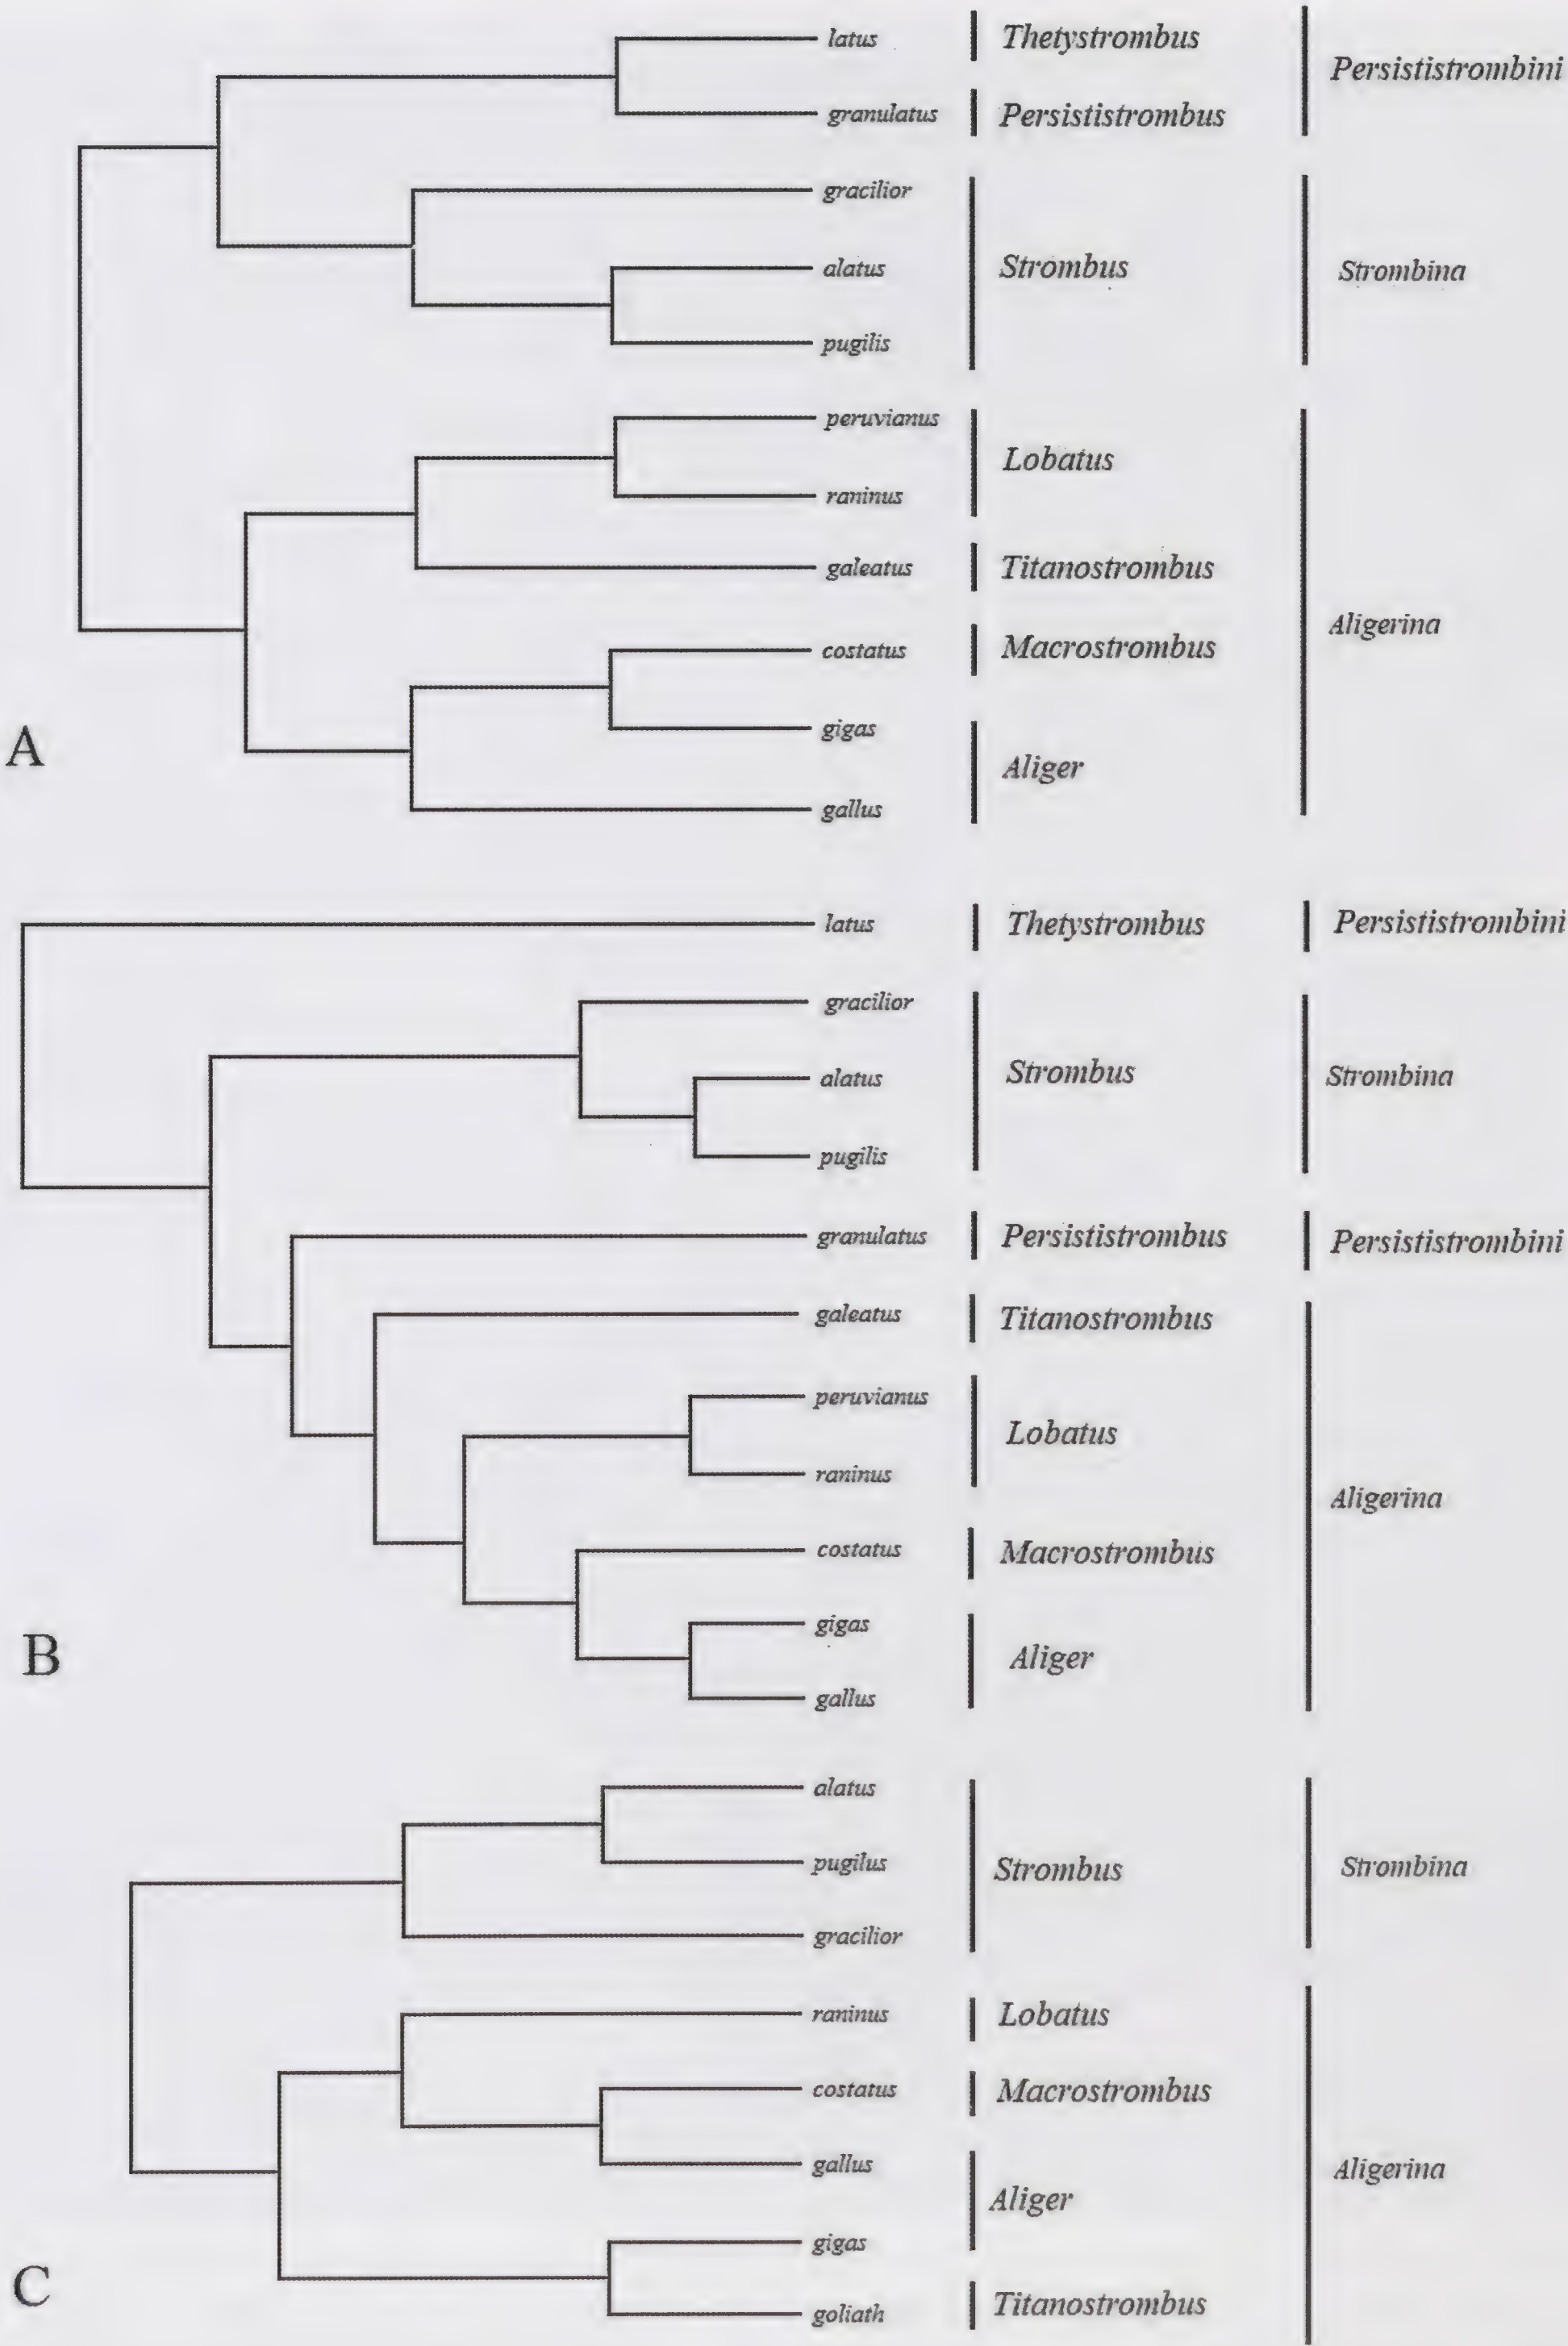 latus Thetystrombus Persististrombini
granulatus Persististrombus
gracilior
alatus Strombus Strombina
pugilis
peruvianus Lobatus
raninus
galeatus Titanostrombus
Aligerina
costatus Macrostrombus
gigas
A
Aliger
gallus
latus Thetystrombus Persististrombini
gracilior
alatus Strombus Strombina
pugilis
granulatus Persististrombus Persististrombini
galeatus Titanostrombus
peruvianus
Lobatus
raninus
Aligerina
costatus Macrostrombus
gigas
B
Aliger
gallus
alatus
pugilus Strombus Strombina
gracilior
raninus Lobatus
costatus Macrostrombus
gallus Aligerina
Aliger
gigas
C
goliath Titanostrombus